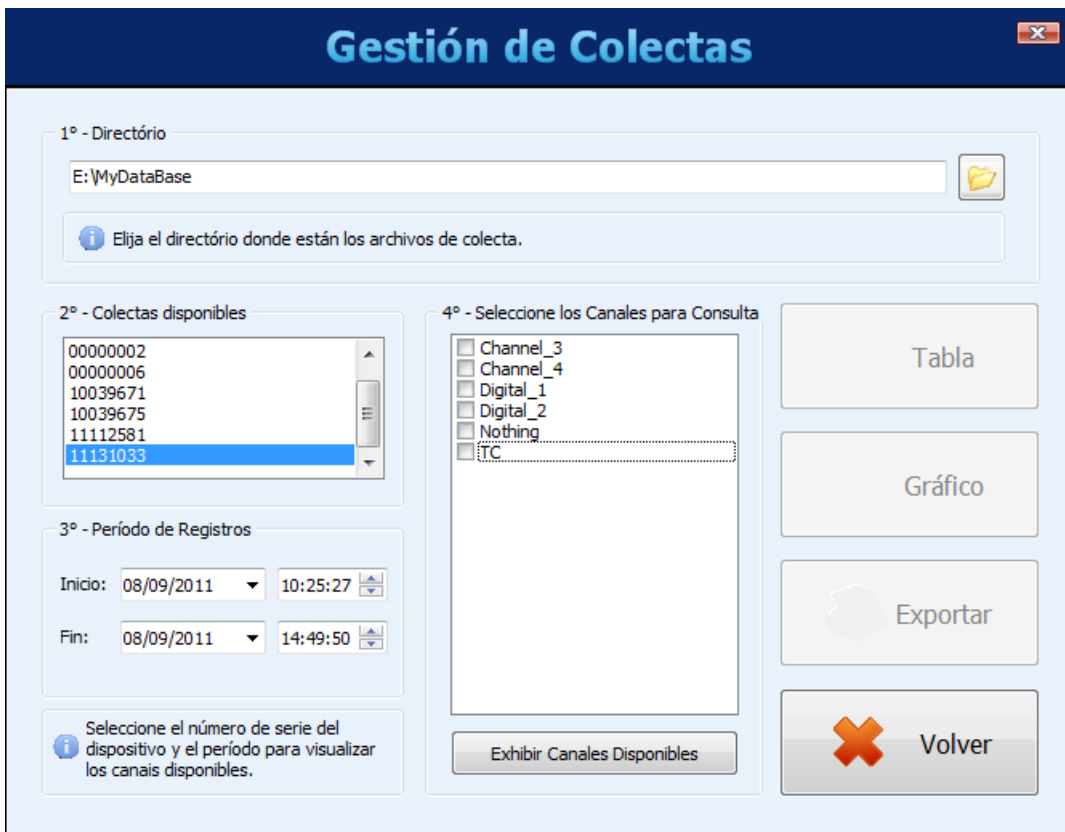 Gestión de Colectas
1º - Directório
E:\MyDataBase
Elija el directório donde están los archivos de colecta.
2º - Colectas disponibles
00000002
00000006
10039671
10039675
11112581
11131033
3º - Período de Registros
Inicio: 08/09/2011 10:25:27
Fin: 08/09/2011 14:49:50
Seleccione el número de serie del
dispositivo y el período para visualizar
los canais disponibles.
4º - Seleccione los Canales para Consulta
Channel_3
Channel_4
Digital_1
Digital_2
Nothing
TC
Exhibir Canales Disponibles
Tabla
Gráfico
Exportar
Volver